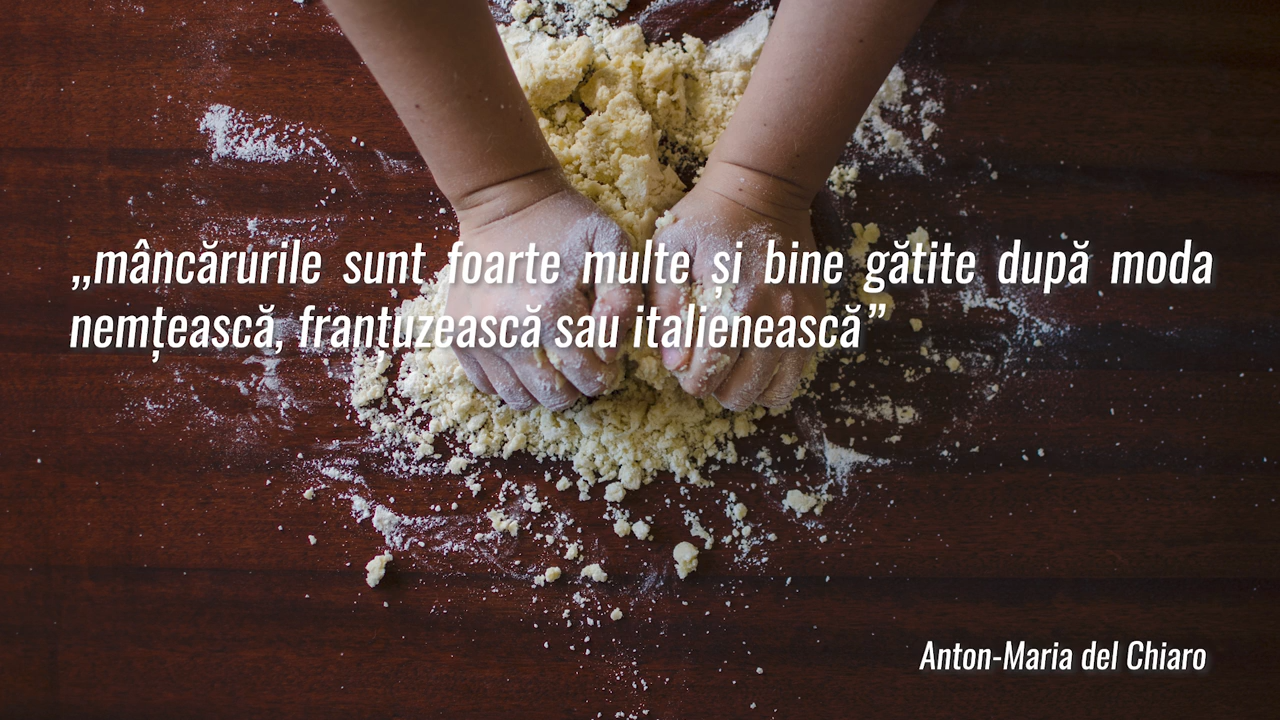 „mâncărurile sunt foarte multe și bine gătite după moda
nemțească, franțuzească sau italienească”
Anton-Maria del Chiaro